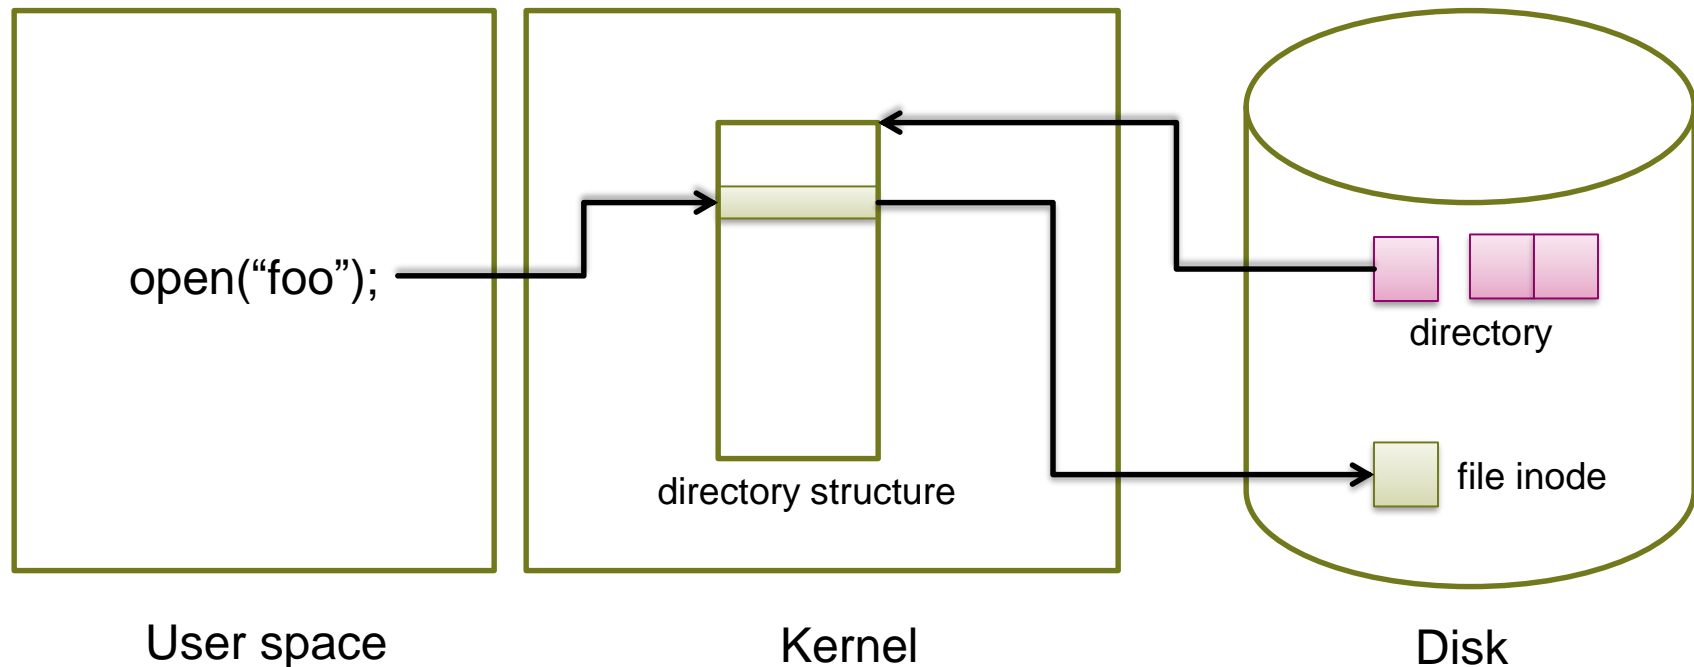 open(“foo”);
directory structure
directory
file inode
User space
Kernel
Disk